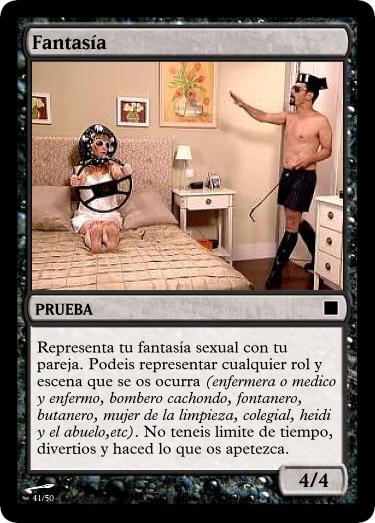 Fantasía
PRUEBA
Representa tu fantasía sexual con tu
pareja. Podeis representar cualquier rol y
escena que se os ocurra (enfermera o medico
y enfermo, bombero cachondo, fontanero,
butanero, mujer de la limpieza, colegial, heidi
y el abuelo,etc). No teneis limite de tiempo,
divertios y haced lo que os apetezca.
4/4
41/50